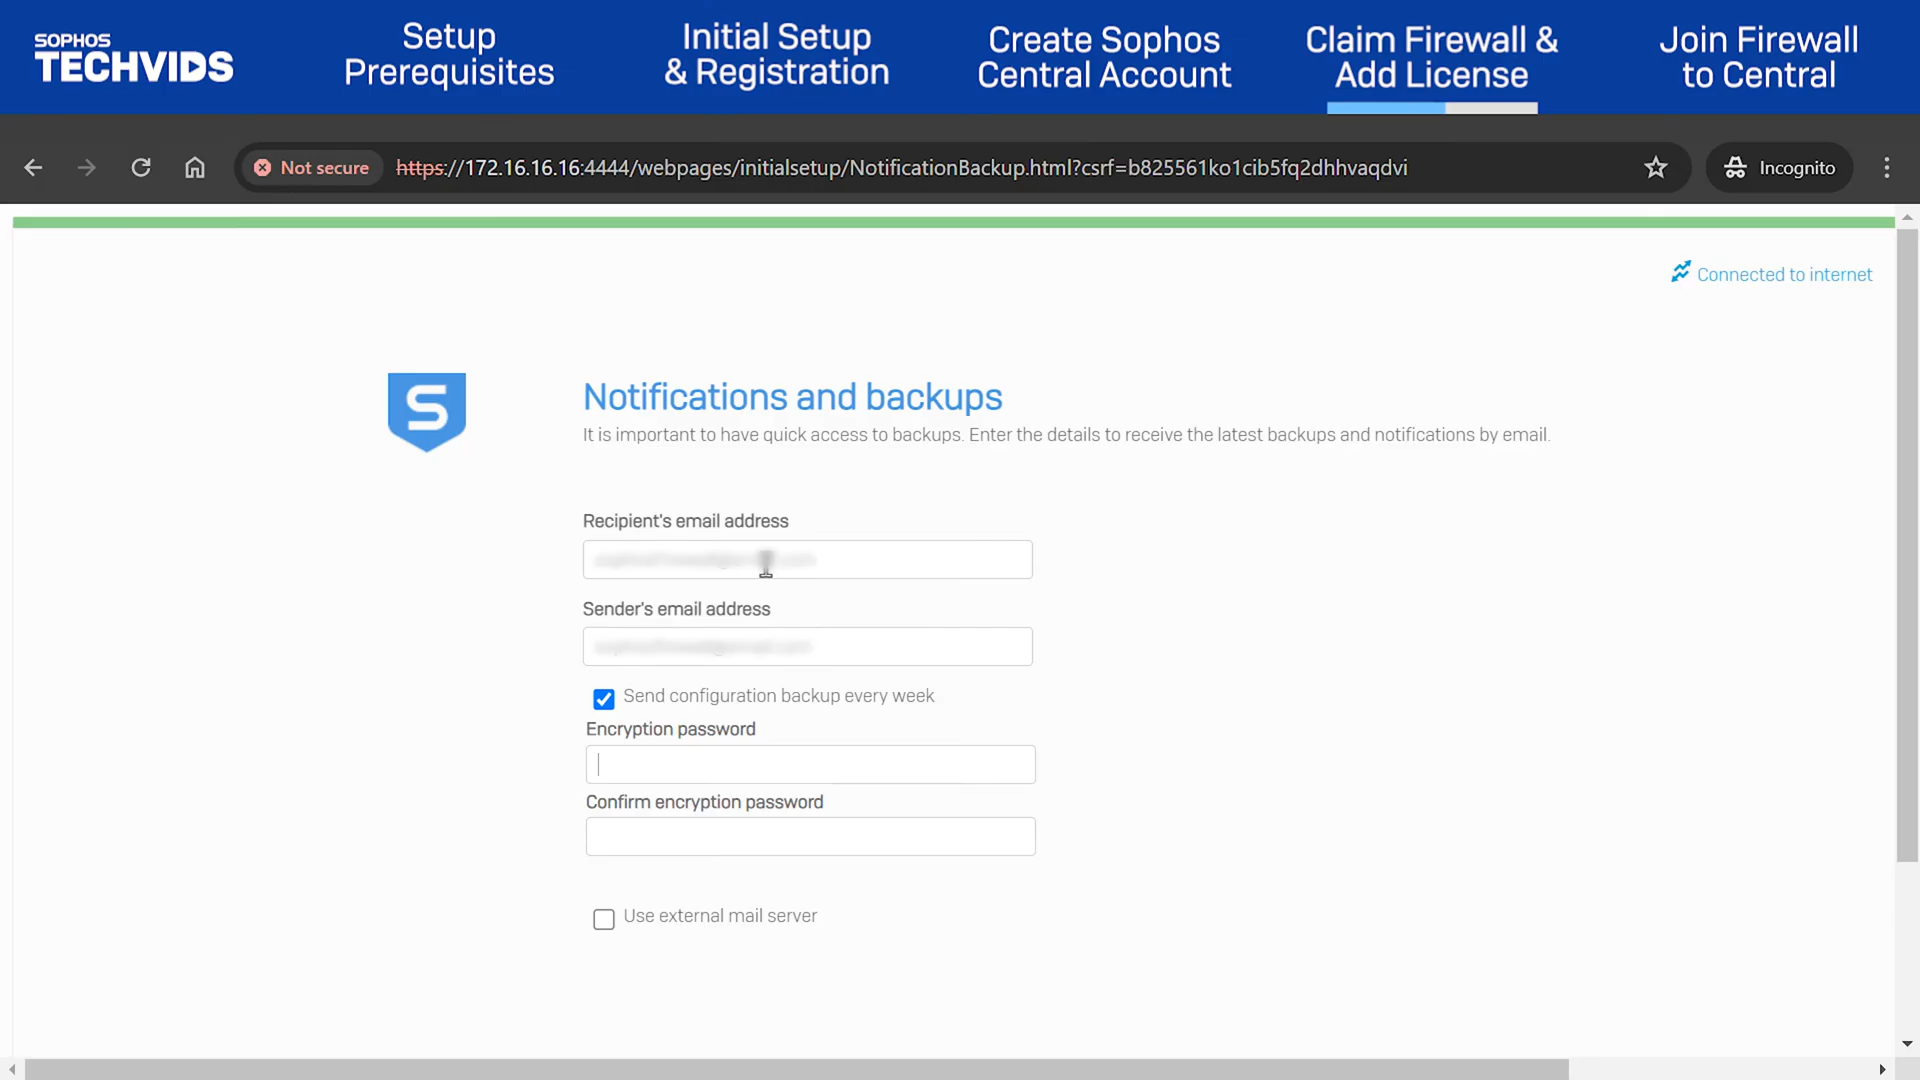 SOPHOS
TECHVIDS
Setup
Prerequisites
Initial Setup
& Registration
Create Sophos
Central Account
Claim Firewall &
Add License
Join Firewall
to Central
Not secure
https://172.16.16.16:4444/webpages/initialsetup/NotificationBackup.html?csrf=b825561ko1cib5fq2dhhvaqdvi
Incognito
Connected to internet
S
Notifications and backups
It is important to have quick access to backups. Enter the details to receive the latest backups and notifications by email.
Recipient's email address
Sender's email address
Send configuration backup every week
Encryption password
Confirm encryption password
Use external mail server